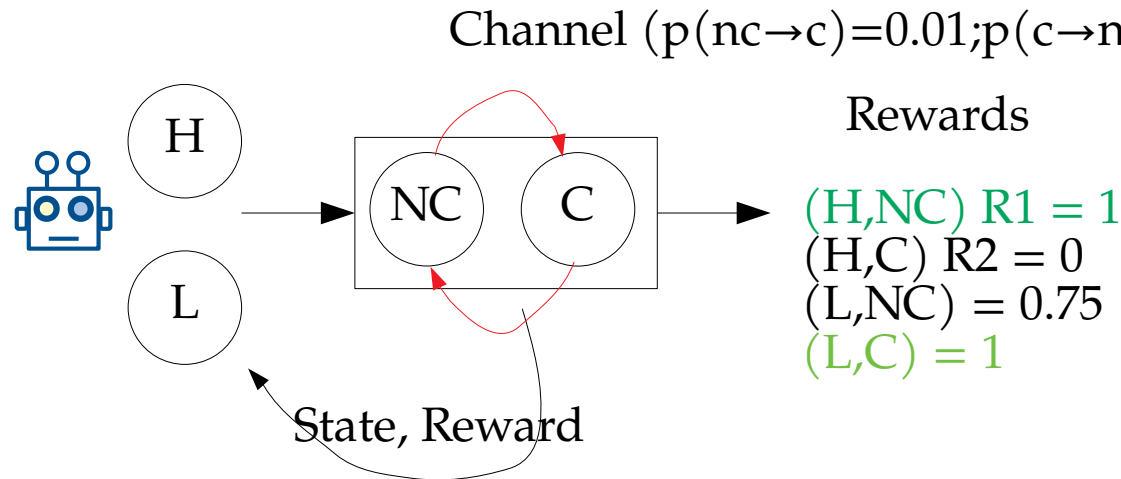 Channel (p(nc→c)=0.01;p(c→n
Rewards
H
NC
C
L
(H,NC) R1 = 1
(H,C) R2 = 0
(L,NC) = 0.75
(L,C) = 1
State, Reward